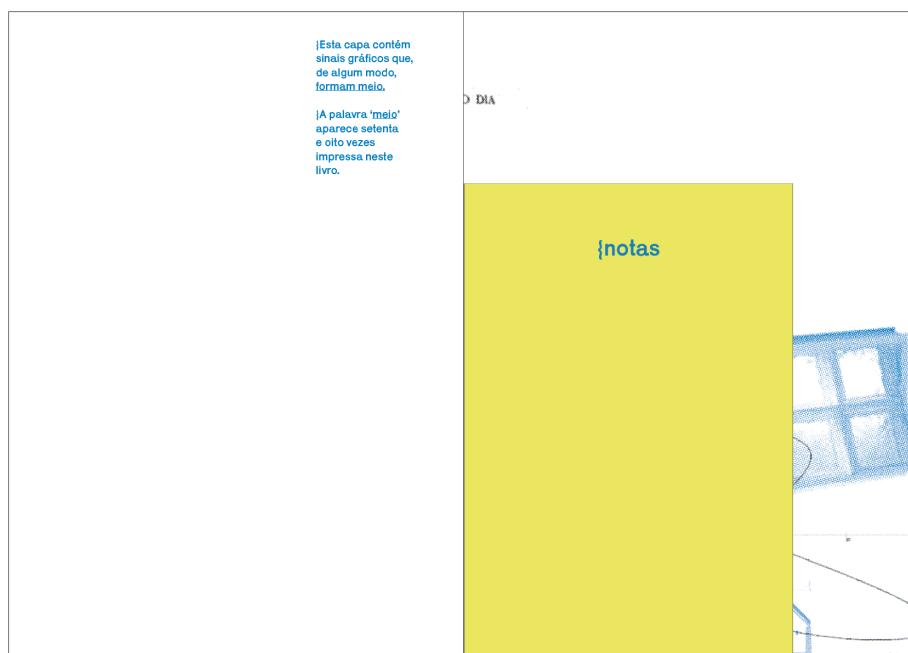 {Esta capa contém
sinais gráficos que,
de algum modo,
formam meio.
{A palavra ‘meio’
aparece setenta
e oito vezes
impressa neste
livro.
O DIA
{notas